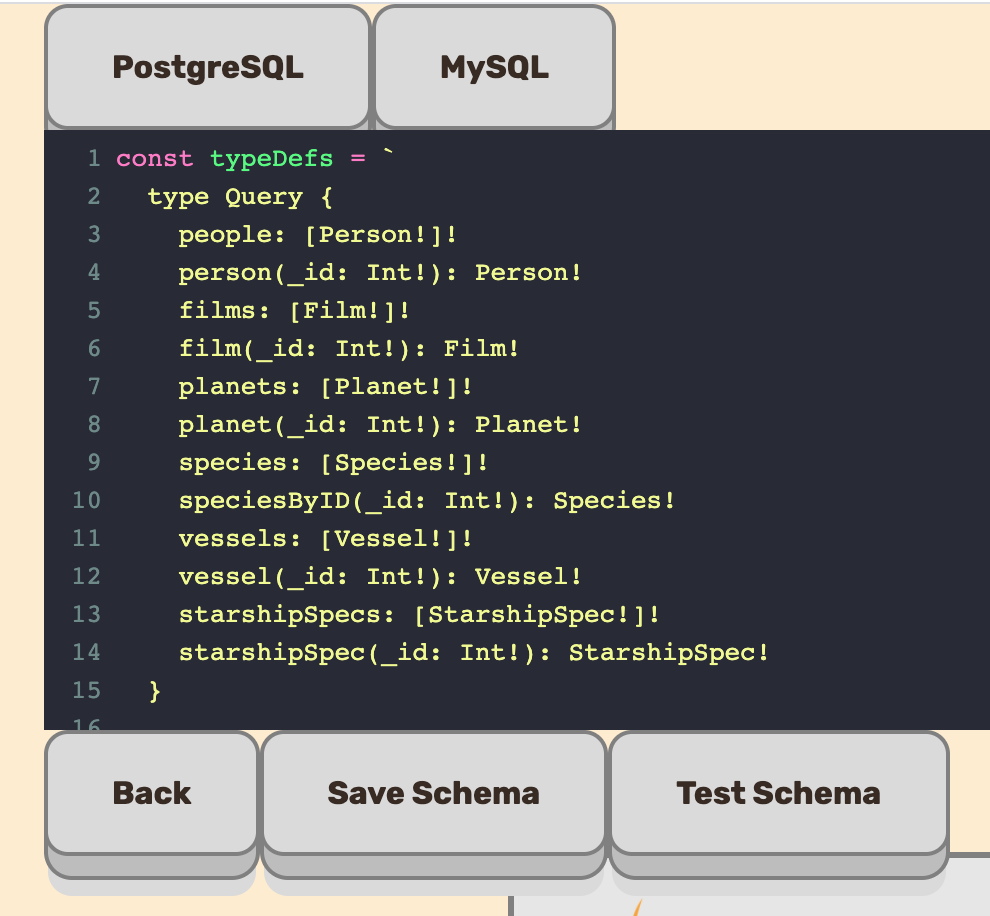 PostgreSQL MySQL
1 const typeDefs = `
2 type Query {
3 people: [Person!]!
4 person(_id: Int!): Person!
5 films: [Film!]!
6 film(_id: Int!): Film!
7 planets: [Planet!]!
8 planet(_id: Int!): Planet!
9 species: [Species!]!
10 speciesByID(_id: Int!): Species!
11 vessels: [Vessel!]!
12 vessel(_id: Int!): Vessel!
13 starshipSpecs: [StarshipSpec!]!
14 starshipSpec(_id: Int!): StarshipSpec!
15 }
16
Back Save Schema Test Schema